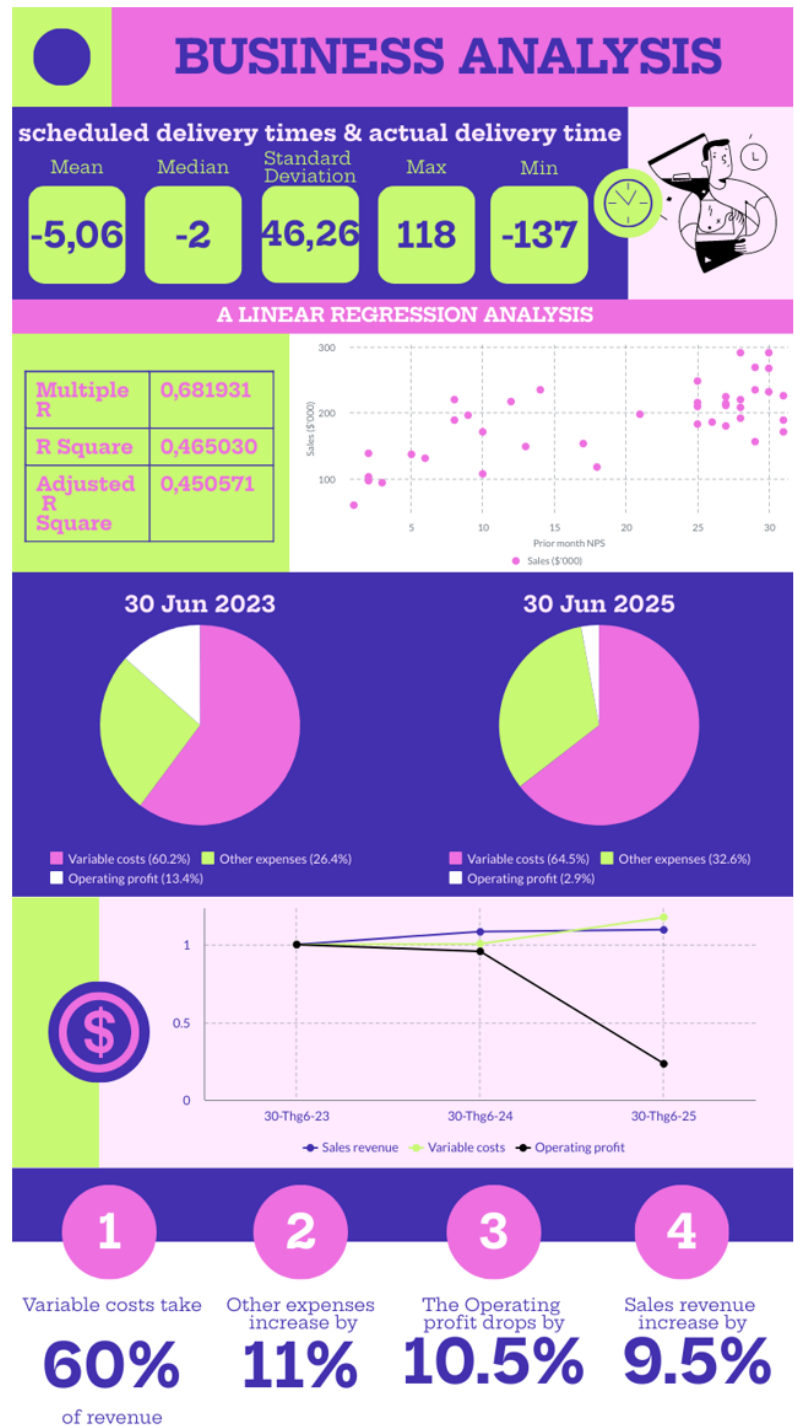 BUSINESS ANALYSIS
scheduled delivery times & actual delivery time
Mean
Median
Standard
Deviation
Max
Min
-5,06
-2
46,26
118
-137
A LINEAR REGRESSION ANALYSIS
Multiple
R
0,681931
R Square
0,465030
Adjusted
R
Square
0,450571
Sales ($'000)
300
200
100
5
10
15
20
25
30
Prior month NPS
Sales ($'000)
30 Jun 2023
Variable costs (60.2%)
Other expenses (26.4%)
Operating profit (13.4%)
30 Jun 2025
Variable costs (64.5%)
Other expenses (32.6%)
Operating profit (2.9%)
$
1
0.5
0
30-Thg6-23
30-Thg6-24
30-Thg6-25
Sales revenue
Variable costs
Operating profit
1
Variable costs take
60%
of revenue
2
Other expenses
increase by
11%
3
The Operating
profit drops by
10.5%
4
Sales revenue
increase by
9.5%